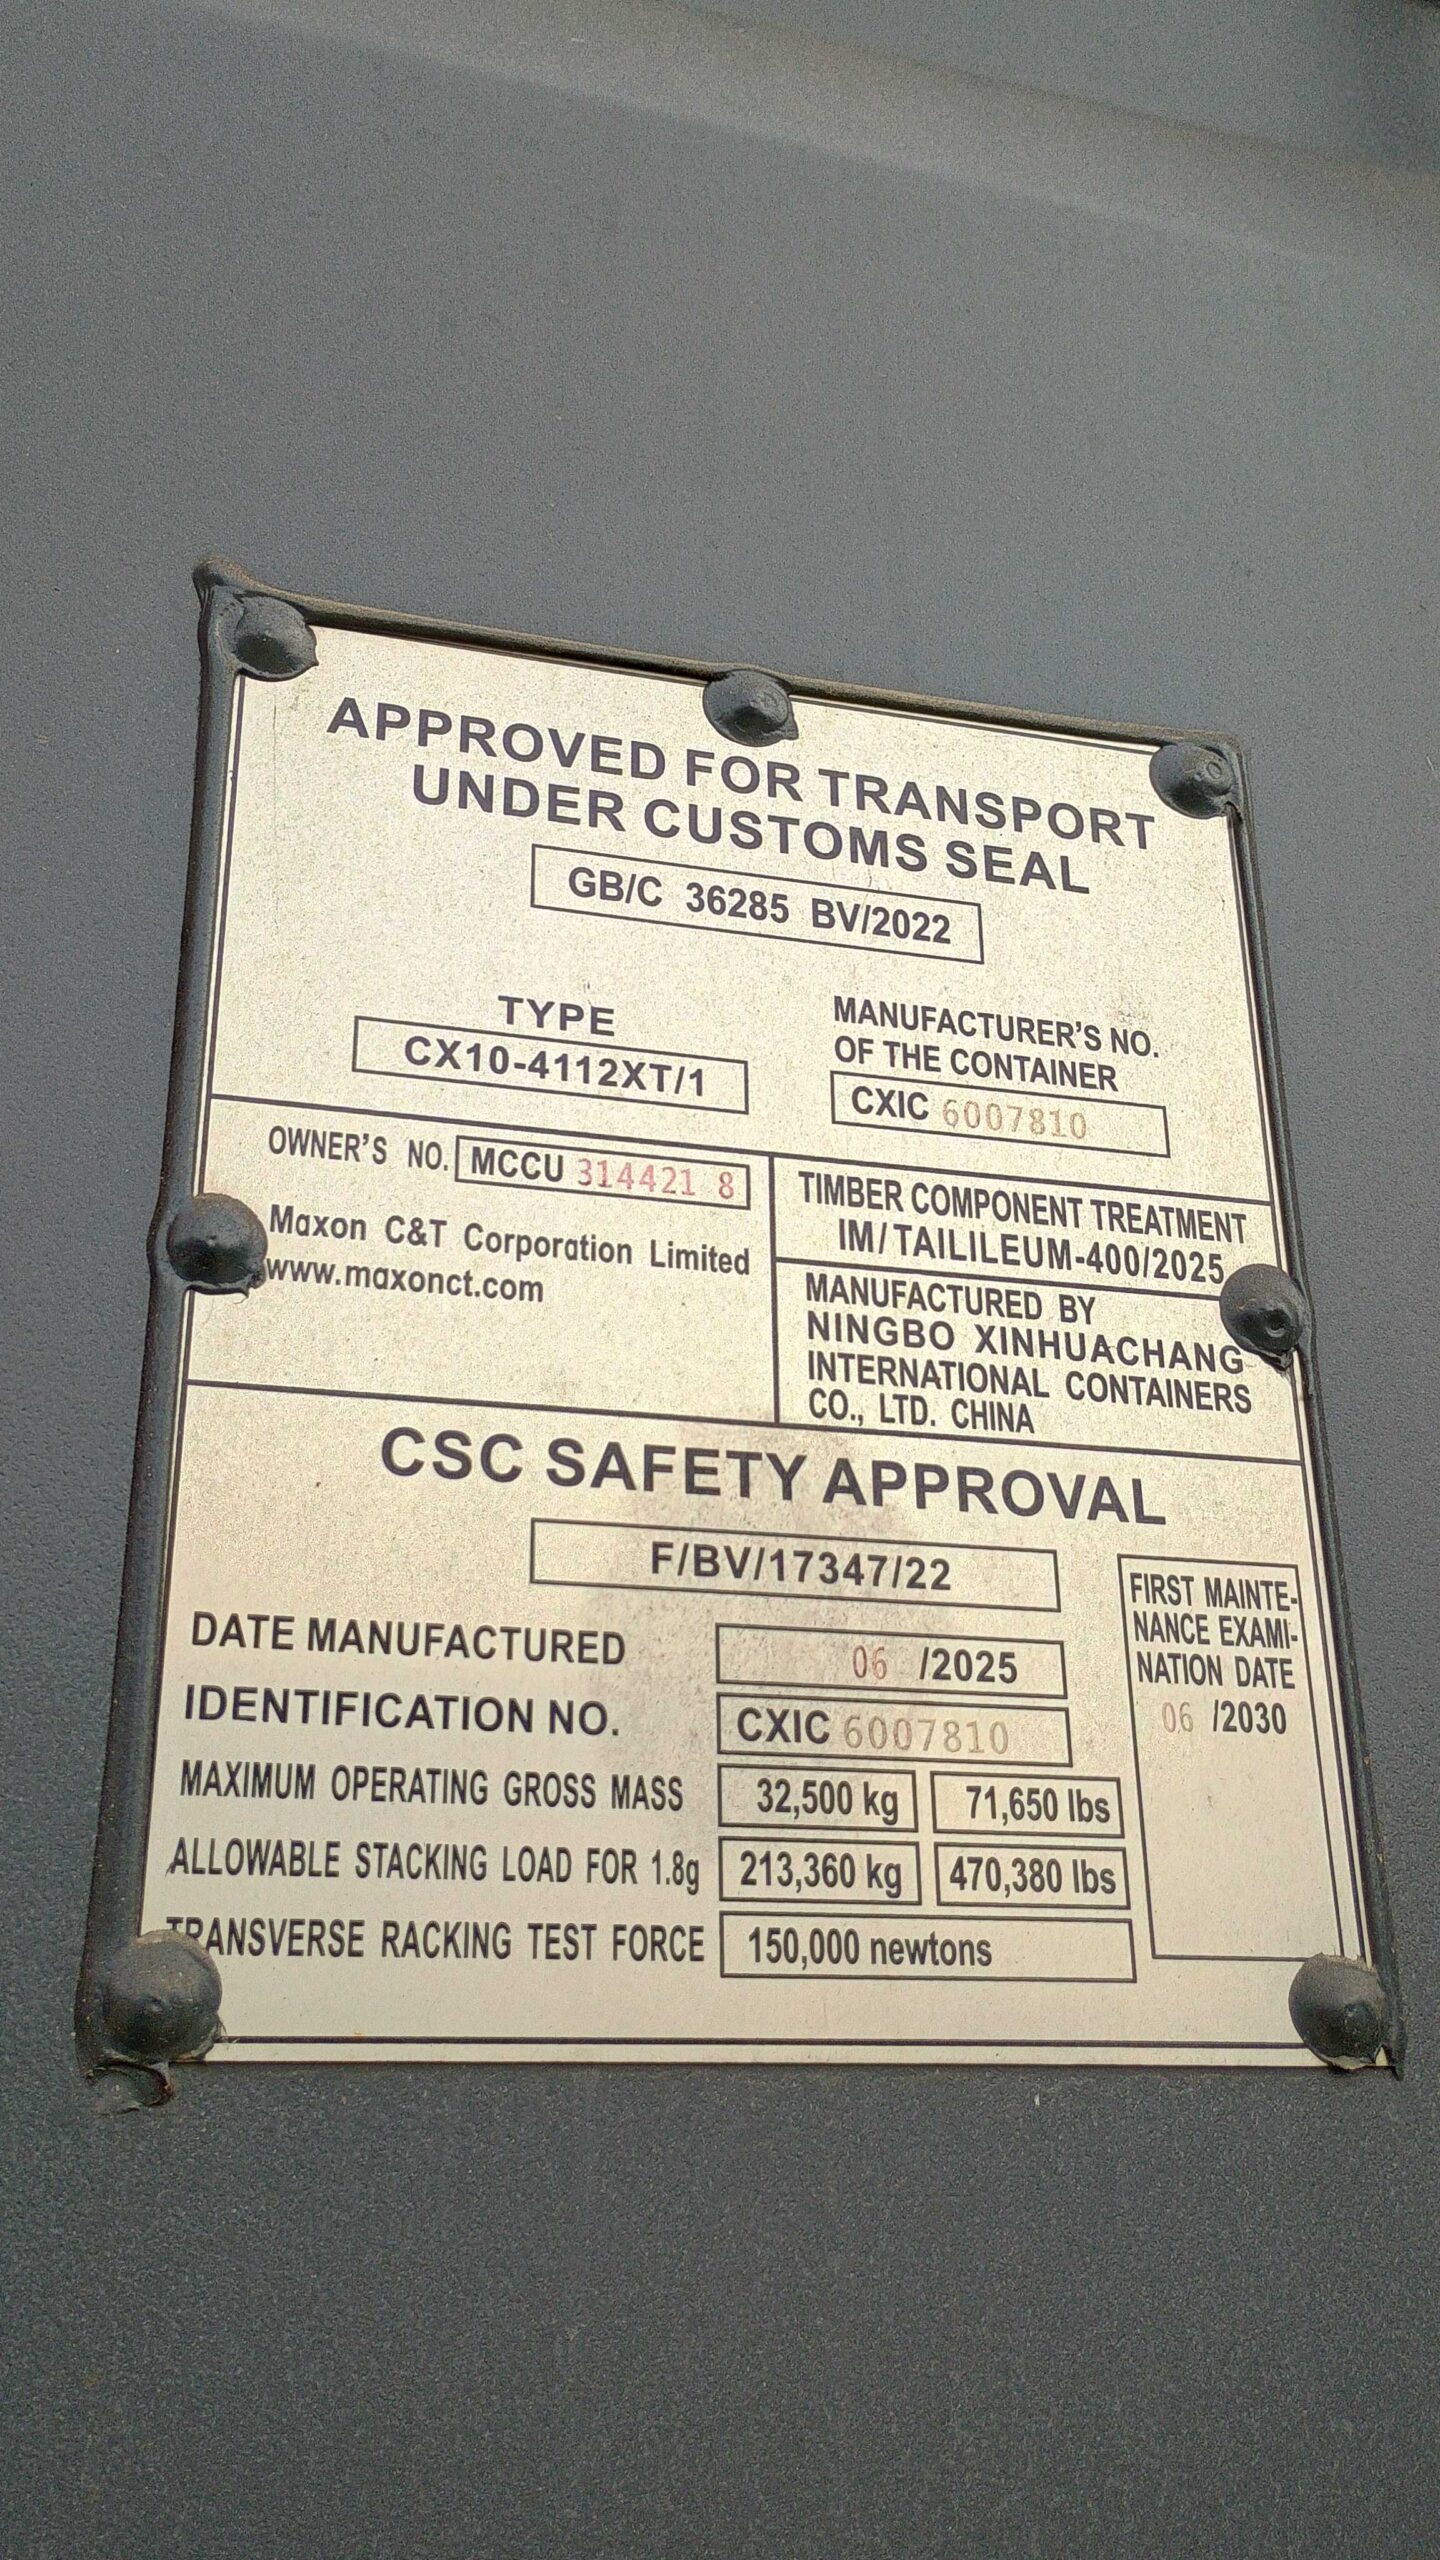 APPROVED FOR TRANSPORT
UNDER CUSTOMS SEAL
GB/C 36285 BV/2022
TYPE
CX10-4112XT/1
MANUFACTURER'S NO.
OF THE CONTAINER
CXIC 6007810
OWNER'S NO. MCCU 314421 8
Maxon C&T Corporation Limited
www.maxonct.com
TIMBER COMPONENT TREATMENT
IM/TAILILEUM-400/2025
MANUFACTURED BY
NINGBO XINHUACHANG
INTERNATIONAL CONTAINERS
CO., LTD. CHINA
CSC SAFETY APPROVAL
F/BV/17347/22
DATE MANUFACTURED 06 /2025
IDENTIFICATION NO. CXIC 6007810
MAXIMUM OPERATING GROSS MASS 32,500 kg 71,650 lbs
ALLOWABLE STACKING LOAD FOR 1.8g 213,360 kg 470,380 lbs
TRANSVERSE RACKING TEST FORCE 150,000 newtons
FIRST MAINTE-
NANCE EXAMI-
NATION DATE
06 /2030